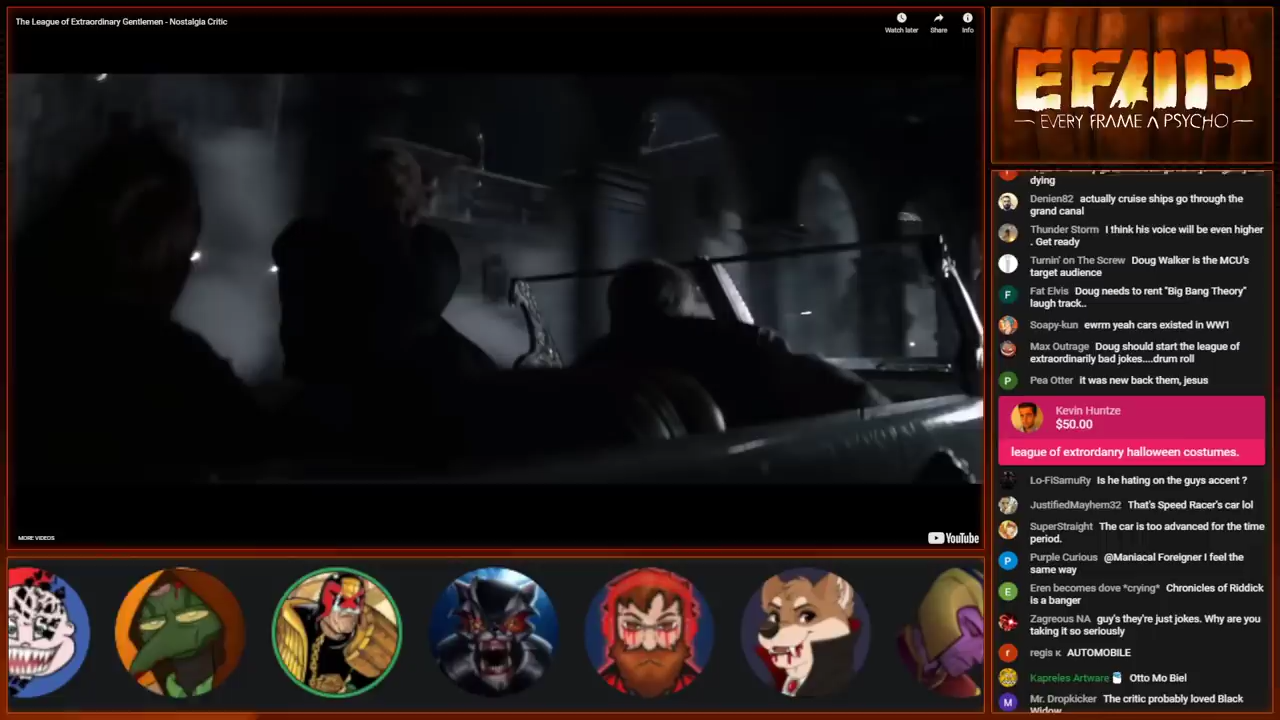 The League of Extraordinary Gentlemen - Nostalgia Critic
Watch later
Share
Info
MORE VIDEOS
YouTube
EFAP
EVERY FRAME A PSYCHO
dying
Denien82 actually cruise ships go through the
grand canal
Thunder Storm I think his voice will be even higher
. Get ready
Turnin' on The Screw Doug Walker is the MCU's
target audience
F
Fat Elvis Doug needs to rent "Big Bang Theory"
laugh track..
Soapy-kun ewrm yeah cars existed in WW1
Max Outrage Doug should start the league of
extraordinarily bad jokes....drum roll
P
Pea Otter it was new back them, jesus
Kevin Huntze
$50.00
league of extrordanry halloween costumes.
Lo-FiSamuRy Is he hating on the guys accent ?
JustifiedMayhem32 That's Speed Racer's car lol
SuperStraight The car is too advanced for the time
period.
P
Purple Curious @Maniacal Foreigner I feel the
same way
E
Eren becomes dove *crying* Chronicles of Riddick
is a banger
Zagreous NA guy's they're just jokes. Why are you
taking it so seriously
r
regis κ AUTOMOBILE
Kapreles Artware Otto Mo Biel
M
Mr. Dropkicker The critic probably loved Black
Widow